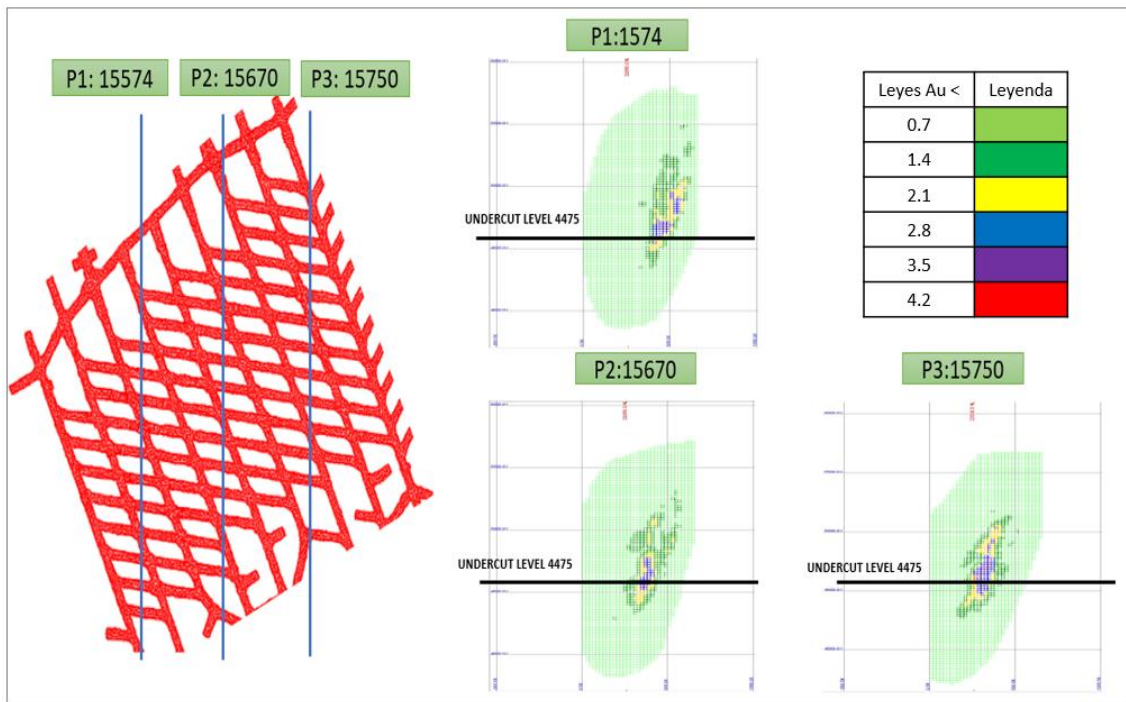 P1: 15574
P2: 15670
P3: 15750
P1:1574
UNDERCUT LEVEL 4475
Leyes Au <
Leyenda
0.7
1.4
2.1
2.8
3.5
4.2
P2:15670
UNDERCUT LEVEL 4475
P3:15750
UNDERCUT LEVEL 4475